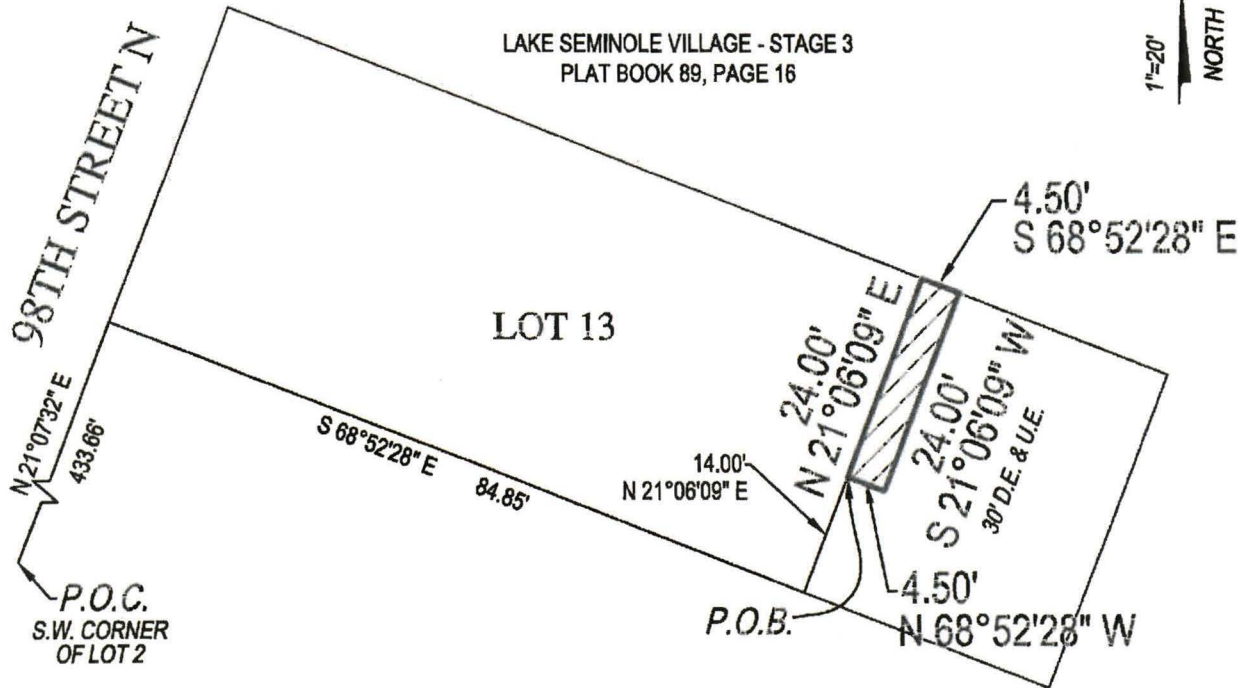 LAKE SEMINOLE VILLAGE - STAGE 3
PLAT BOOK 89, PAGE 16
1"=20'
NORTH
98TH STREET N
4.50'
S 68°52'28" E
LOT 13
24.00'
N 21°06'09" E
24.00'
S 21°06'09" W
30' D.E. & U.E.
N 21°07'32" E
433.66'
S 68°52'28" E
84.85'
14.00'
N 21°06'09" E
P.O.C.
S.W. CORNER
OF LOT 2
P.O.B.
4.50'
N 68°52'28" W